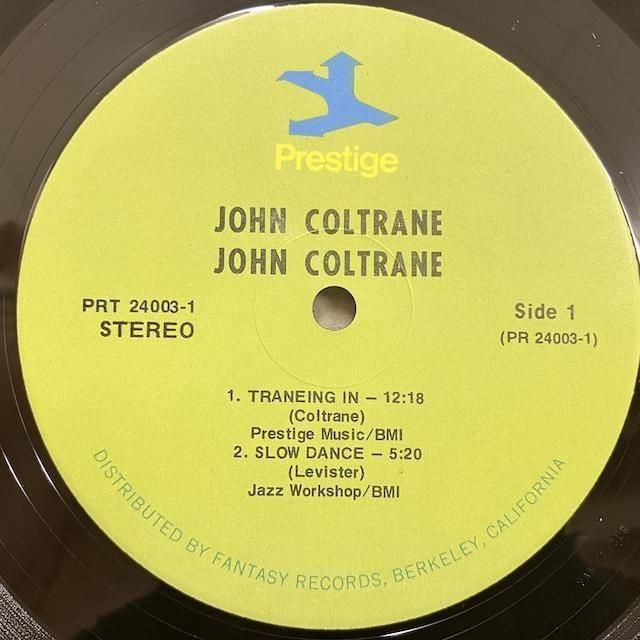 Prestige
JOHN COLTRANE
JOHN COLTRANE
PRT 24003-1
STEREO
Side 1
(PR 24003-1)
1. TRANEING IN – 12:18
(Coltrane)
Prestige Music/BMI
2. SLOW DANCE – 5:20
(Levister)
Jazz Workshop/BMI
DISTRIBUTED BY FANTASY RECORDS, BERKELEY, CALIFORNIA